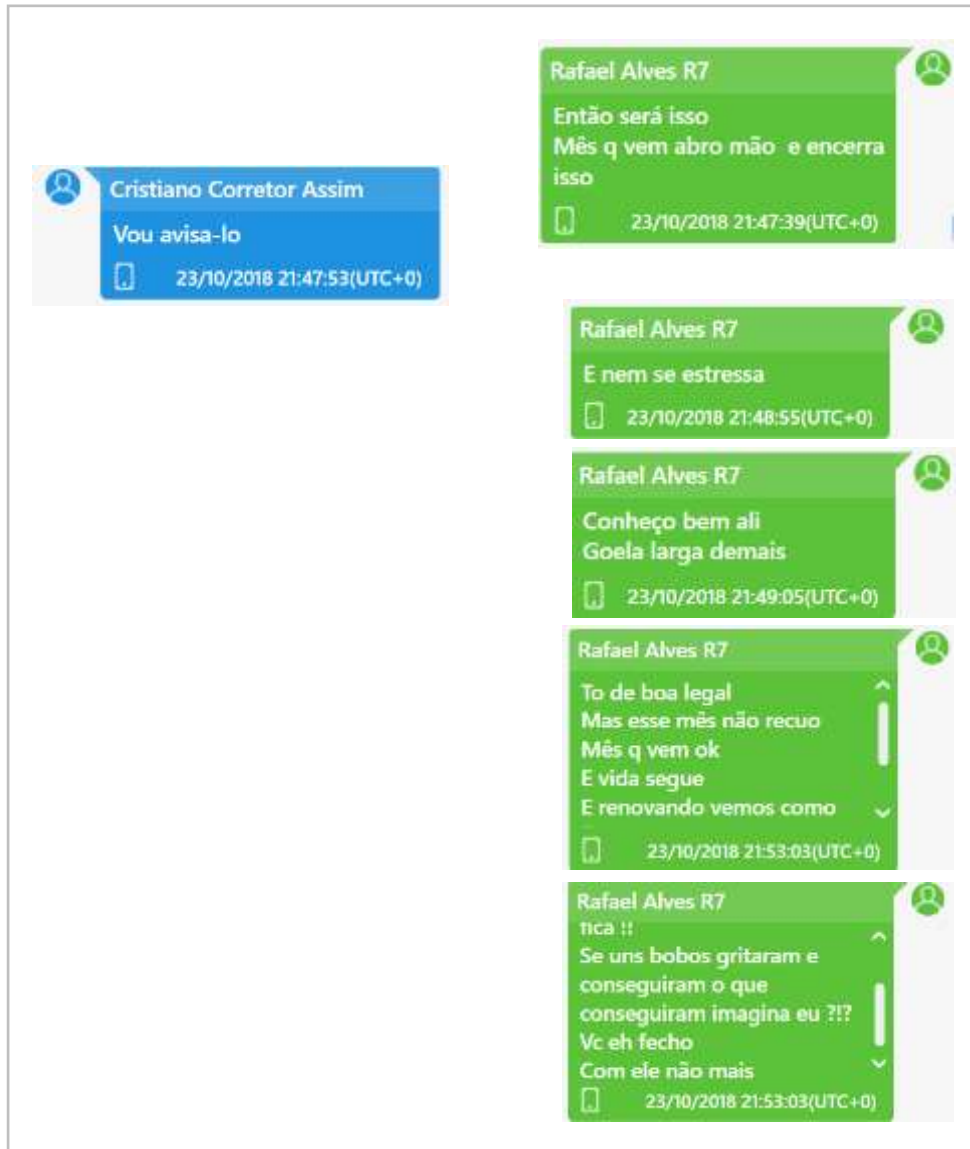 Rafael Alves R7
Então será isso
Mês q vem abro mão e encerra
isso
23/10/2018 21:47:39(UTC+0)
Cristiano Corretor Assim
Vou avisa-lo
23/10/2018 21:47:53(UTC+0)
Rafael Alves R7
E nem se estressa
23/10/2018 21:48:55(UTC+0)
Rafael Alves R7
Conheço bem ali
Goela larga demais
23/10/2018 21:49:05(UTC+0)
Rafael Alves R7
To de boa legal
Mas esse mês não recuo
Mês q vem ok
E vida segue
E renovando vemos como
23/10/2018 21:53:03(UTC+0)
Rafael Alves R7
fica !!
Se uns bobos gritaram e
conseguiram o que
conseguiram imagina eu ?!?
Vc eh fecho
Com ele não mais
23/10/2018 21:53:03(UTC+0)